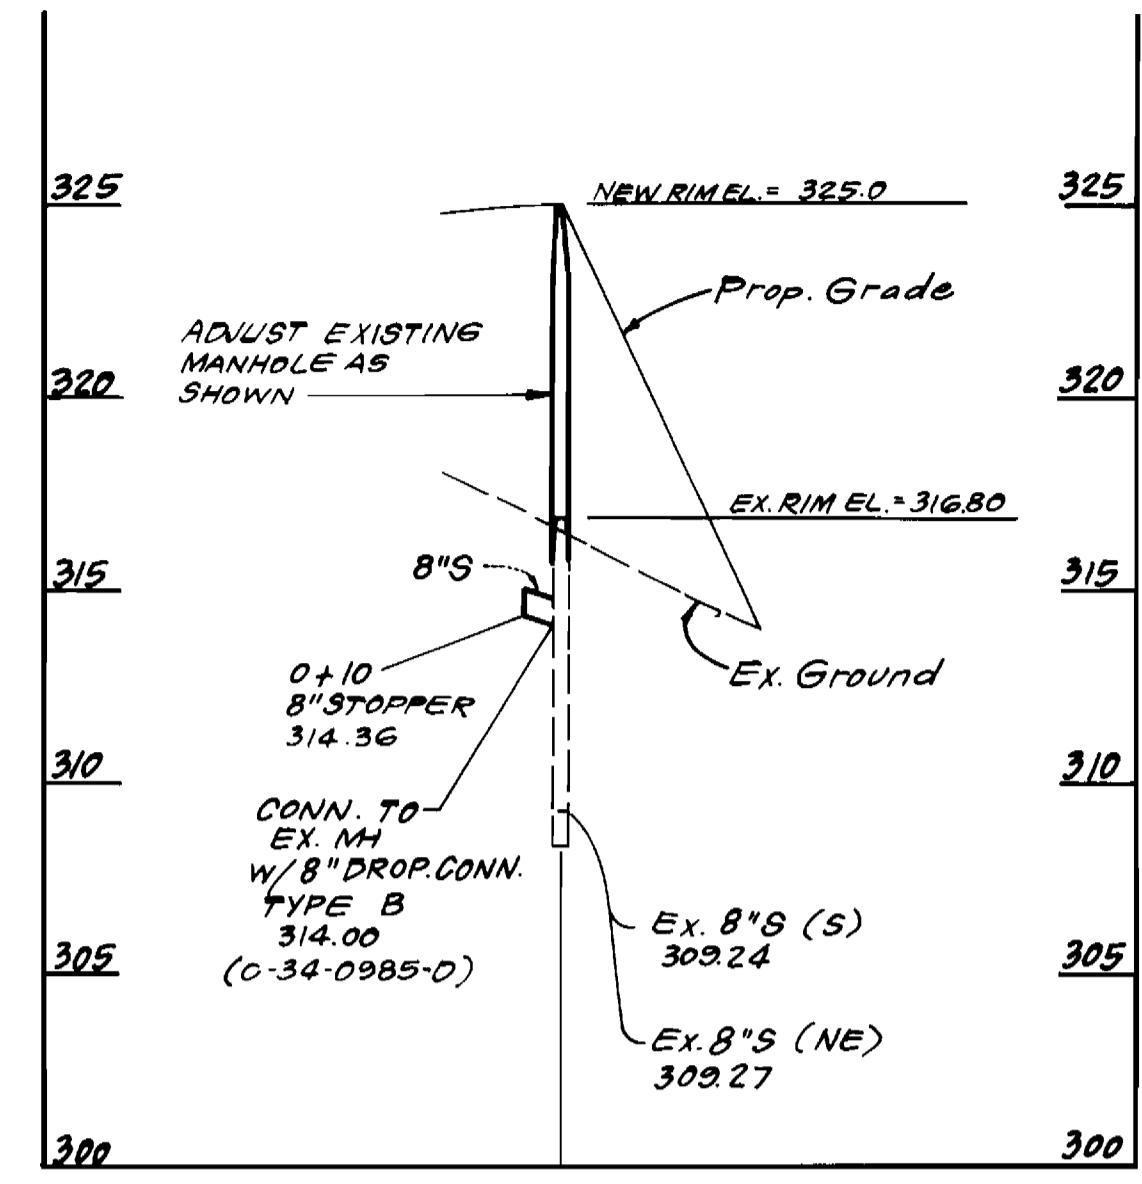 325
NEW RIM EL.= 325.0
325
Prop. Grade
ADJUST EXISTING
MANHOLE AS
SHOWN
320
320
EX. RIM EL.=316.80
8"S
315
315
0+10
8"STOPPER
314.36
Ex. Ground
310
310
CONN. TO
EX. MH
W/8"DROP.CONN.
TYPE B
314.00
(C-34-0985-D)
Ex. 8"S (S)
309.24
305
305
Ex. 8"S (NE)
309.27
300
300